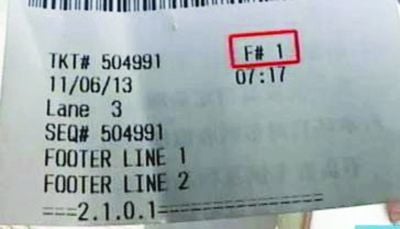 TKT# 504991 F# 1
11/06/13 07:17
Lane 3
SEQ# 504991
FOOTER LINE 1
FOOTER LINE 2
===2.1.0.1==========